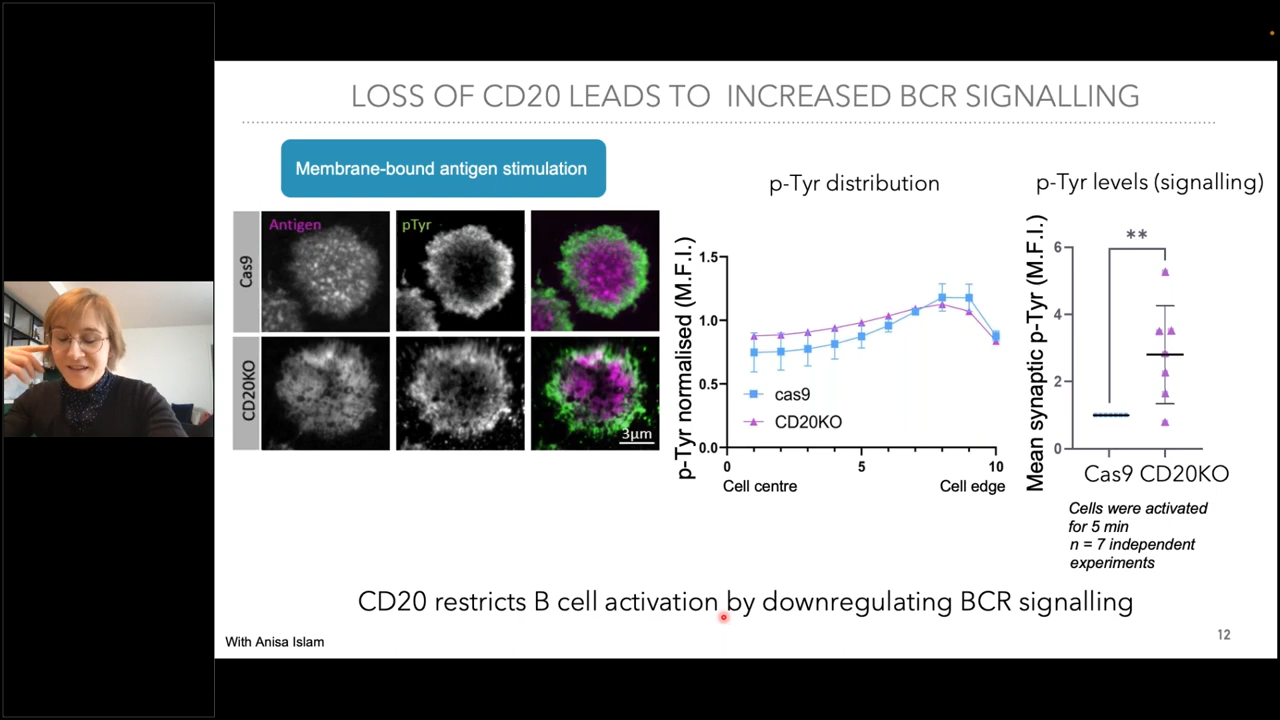 LOSS OF CD20 LEADS TO INCREASED BCR SIGNALLING
Membrane-bound antigen stimulation
Antigen
pTyr
Cas9
CD20KO
3µm
p-Tyr distribution
p-Tyr normalised (M.F.I.)
1.5
1.0
0.5
0.0
cas9
CD20KO
0
5
10
Cell centre
Cell edge
p-Tyr levels (signalling)
Mean synaptic p-Tyr (M.F.I.)
6
4
2
0
**
Cas9 CD20KO
Cells were activated
for 5 min
n = 7 independent
experiments
CD20 restricts B cell activation by downregulating BCR signalling
With Anisa Islam
12